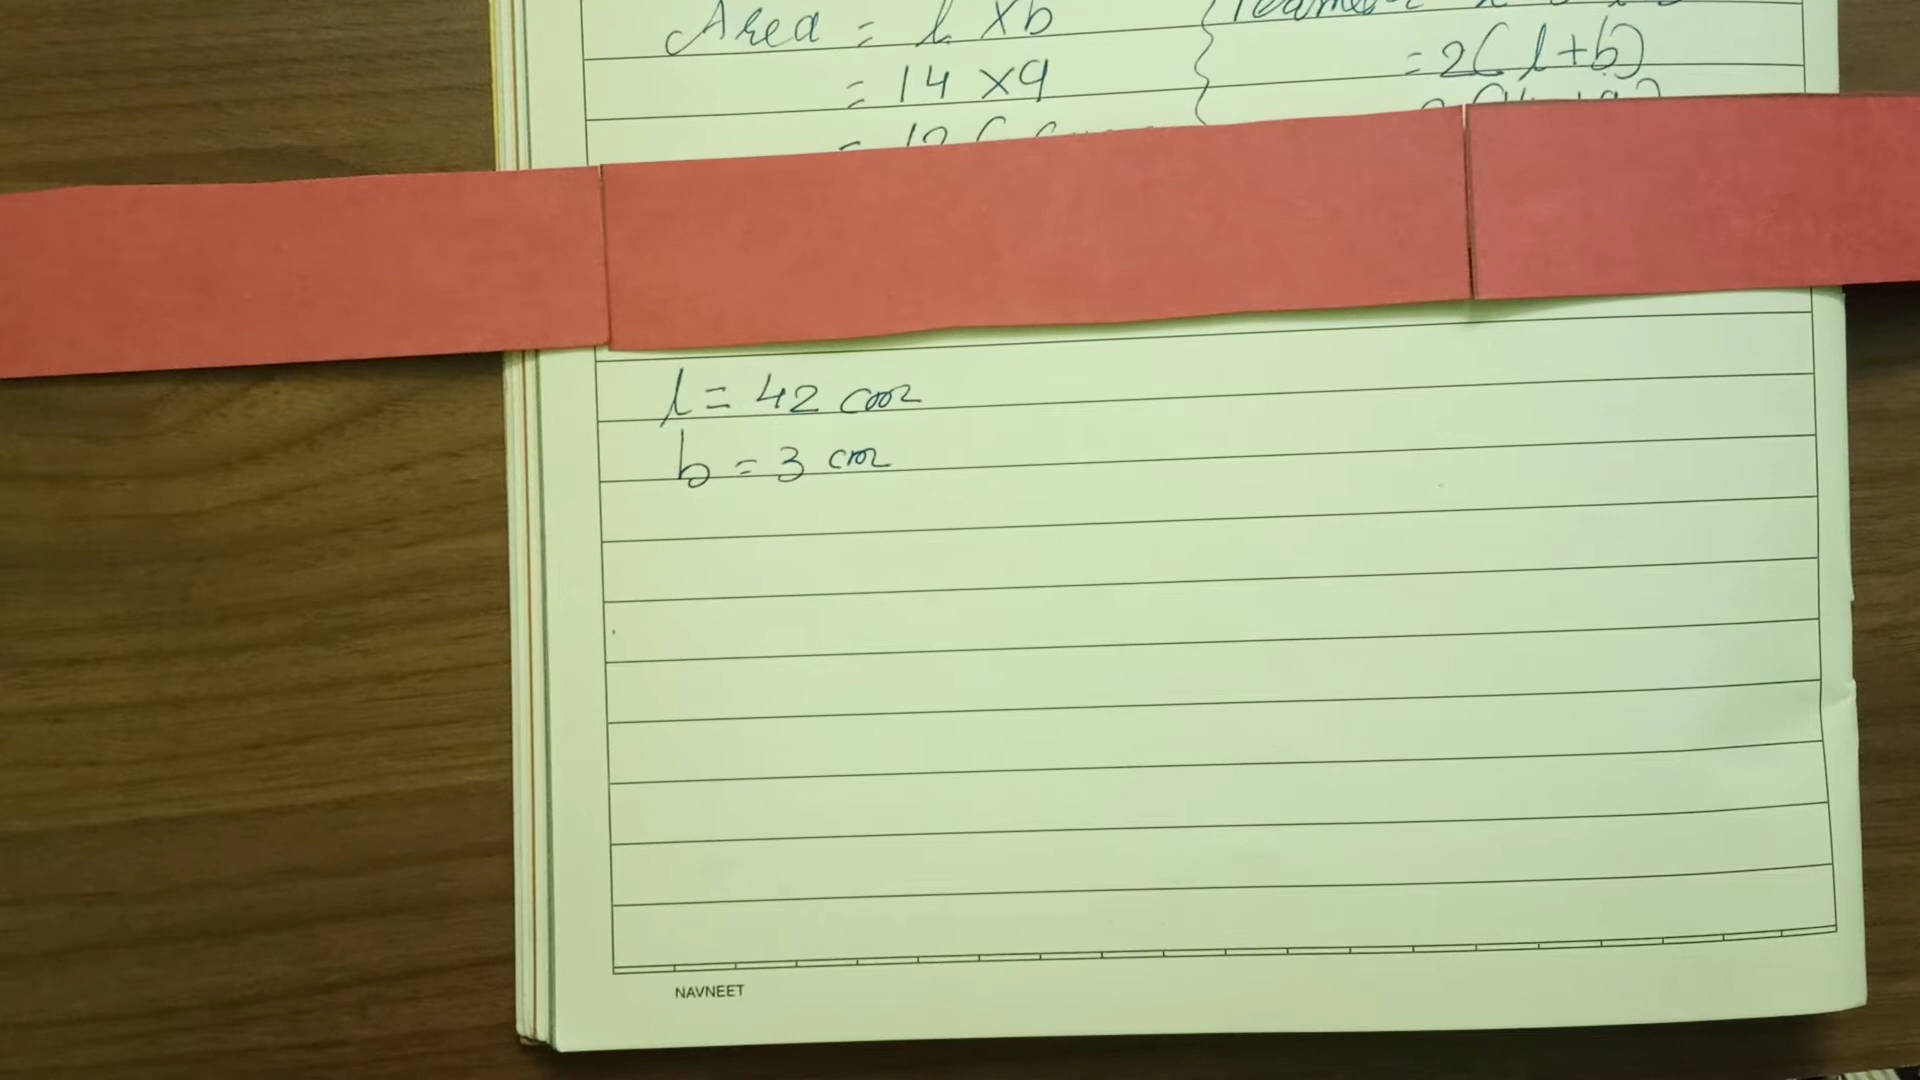 Area = l × b
= 2(l+b)
= 14 × 9
l = 42 cm
b = 3 cm
NAVNEET